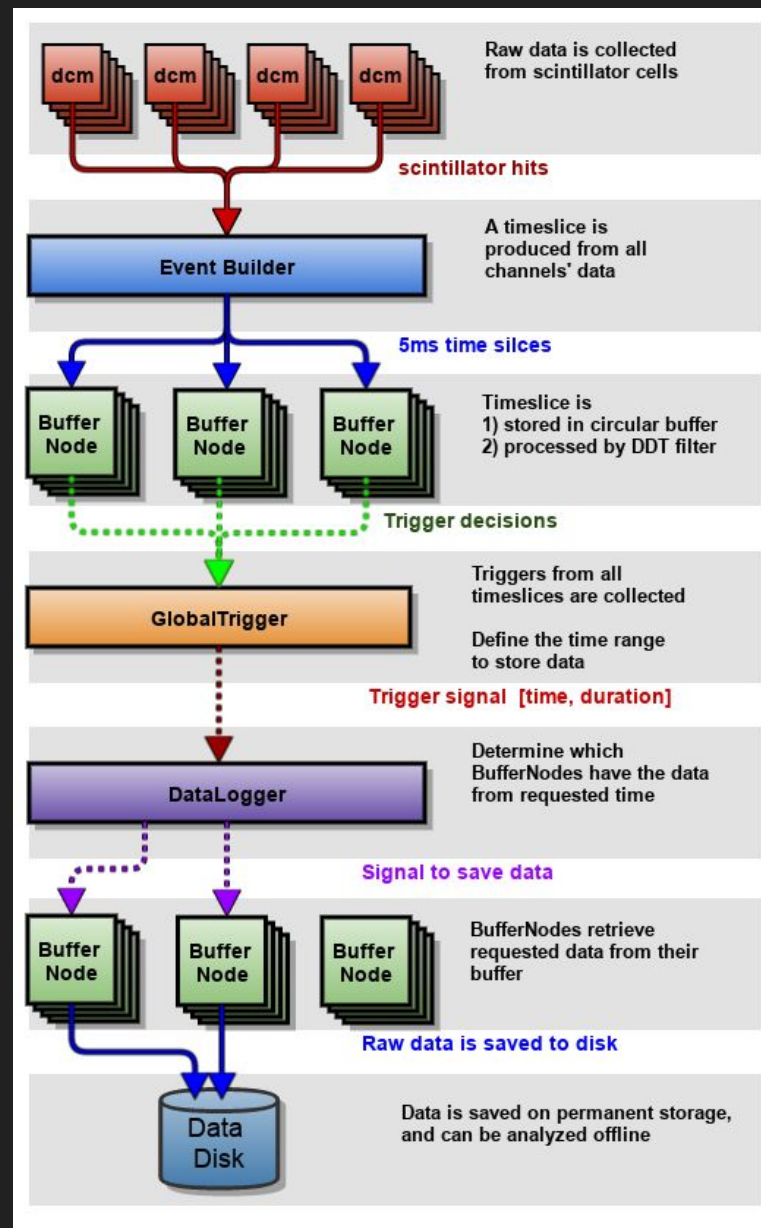 dcm
dcm
dcm
dcm
Raw data is collected
from scintillator cells
scintillator hits
Event Builder
A timeslice is
produced from all
channels' data
5ms time silces
Buffer
Node
Buffer
Node
Buffer
Node
Timeslice is
1) stored in circular buffer
2) processed by DDT filter
Trigger decisions
GlobalTrigger
Triggers from all
timeslices are collected
Define the time range
to store data
Trigger signal [time, duration]
DataLogger
Determine which
BufferNodes have the data
from requested time
Signal to save data
Buffer
Node
Buffer
Node
Buffer
Node
BufferNodes retrieve
requested data from their
buffer
Raw data is saved to disk
Data
Disk
Data is saved on permanent storage,
and can be analyzed offline